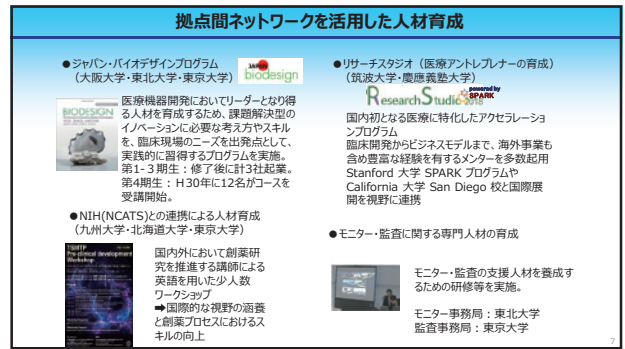 拠点間ネットワークを活用した人材育成
●ジャパン・バイオデザインプログラム
（大阪大学・東北大学・東京大学）
JAPAN
biodesign
BIODESIGN
医療機器開発においてリーダーとなり得
る人材を育成するため、課題解決型の
イノベーションに必要な考え方やスキル
を、臨床現場のニーズを出発点として、
実践的に習得するプログラムを実施。
第1-3期生：修了後に計3社起業。
第4期生：Ｈ30年に12名がコースを
受講開始。
●NIH(NCATS)との連携による人材育成
（九州大学・北海道大学・東京大学）
Pre-clinical development
Workshop
国内外において創薬研
究を推進する講師による
英語を用いた少人数
ワークショップ
➡国際的な視野の涵養
と創薬プロセスにおけるス
キルの向上
●リサーチスタジオ（医療アントレプレナーの育成）
（筑波大学・慶應義塾大学）
powered by
SPARK
ResearchStudio2018
国内初となる医療に特化したアクセラレーショ
ンプログラム
臨床開発からビジネスモデルまで、海外事業も
含め豊富な経験を有するメンターを多数起用
Stanford 大学 SPARK プログラムや
California 大学 San Diego 校と国際展
開を視野に連携
●モニター・監査に関する専門人材の育成
モニター・監査の支援人材を養成す
るための研修等を実施。
モニター事務局：東北大学
監査事務局：東京大学
7